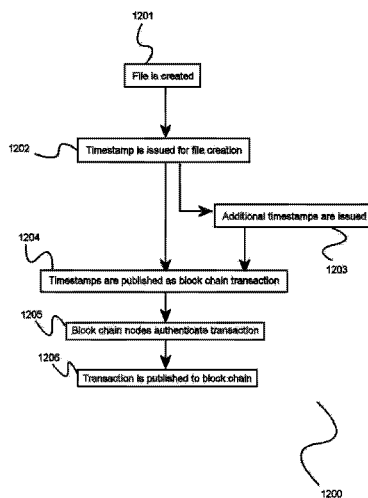 1201
File is created
1202
Timestamp is issued for file creation
Additional timestamps are issued
1203
1204
Timestamps are published as block chain transaction
1205
Block chain nodes authenticate transaction
1206
Transaction is published to block chain
1200